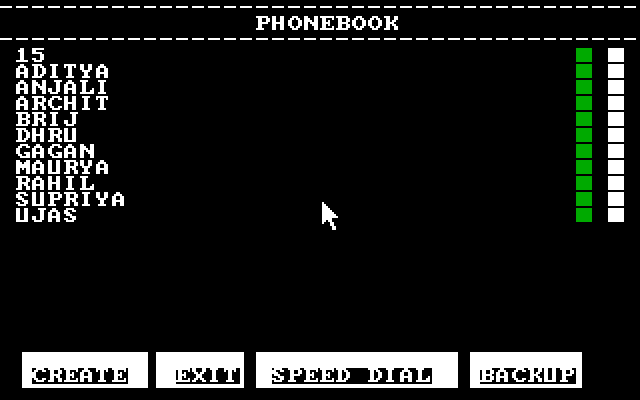 PHONEBOOK
15
ADITYA
ANJALI
ARCHIT
BRIJ
DHRU
GAGAN
MAURYA
RAHIL
SUPRIYA
UJAS
CREATE EXIT SPEED DIAL BACKUP